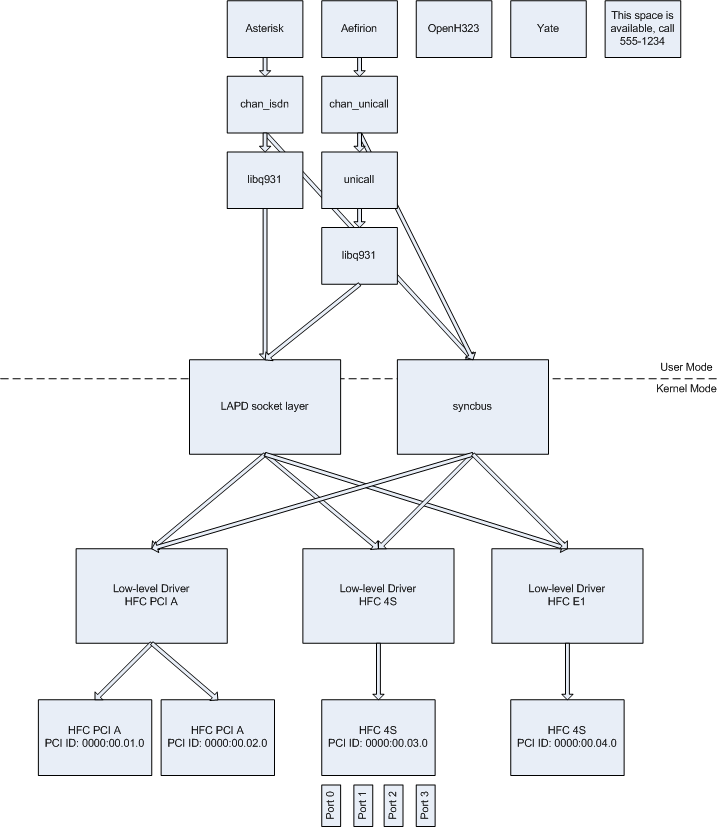 Asterisk
Aefirion
OpenH323
Yate
This space is
available, call
555-1234
chan_isdn
chan_unicall
libq931
unicall
libq931
User Mode
Kernel Mode
LAPD socket layer
syncbus
Low-level Driver
HFC PCI A
Low-level Driver
HFC 4S
Low-level Driver
HFC E1
HFC PCI A
PCI ID: 0000:00.01.0
HFC PCI A
PCI ID: 0000:00.02.0
HFC 4S
PCI ID: 0000:00.03.0
HFC 4S
PCI ID: 0000:00.04.0
Port 0
Port 1
Port 2
Port 3